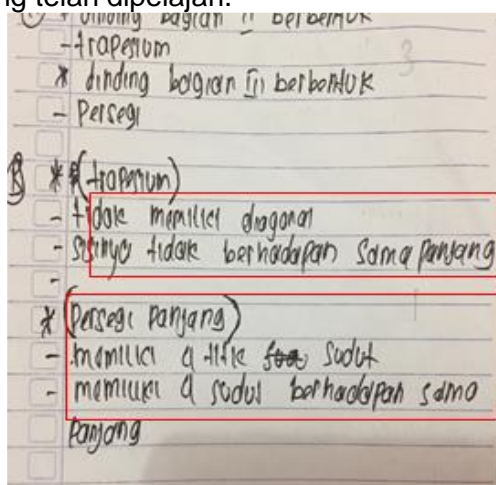 ng telah dipelajari.
* dinding bagian II berbentuk
- trapesium
* dinding bagian III berbentuk
- Persegi
B * (trapesium)
- tidak memiliki diagonal
- sisinya tidak berhadapan sama panjang
-
* (Persegi Panjang)
- memiliki 4 titik sudut
- memiliki 4 sudut berhadapan sama
panjang